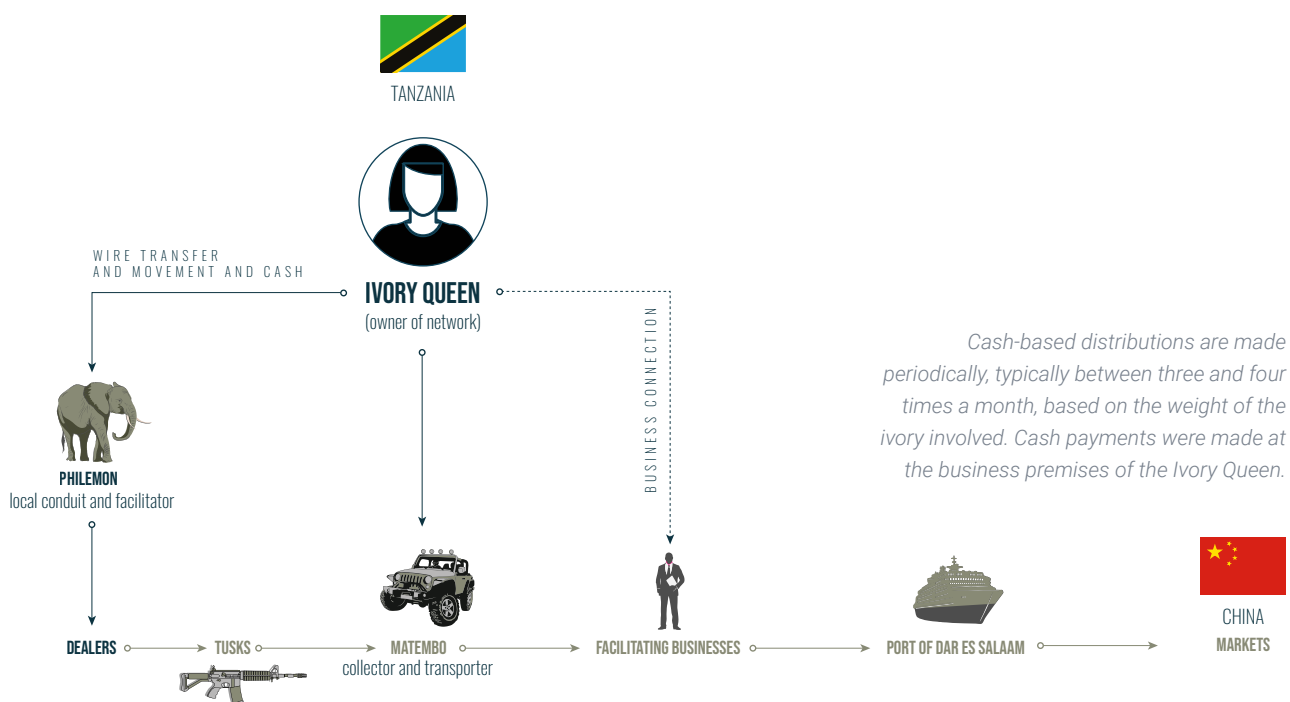 TANZANIA
WIRE TRANSFER
AND MOVEMENT AND CASH
IVORY QUEEN
(owner of network)
BUSINESS CONNECTION
Cash-based distributions are made
periodically, typically between three and four
times a month, based on the weight of the
ivory involved. Cash payments were made at
the business premises of the Ivory Queen.
PHILEMON
local conduit and facilitator
DEALERS
TUSKS
MATEMBO
collector and transporter
FACILITATING BUSINESSES
PORT OF DAR ES SALAAM
CHINA
MARKETS